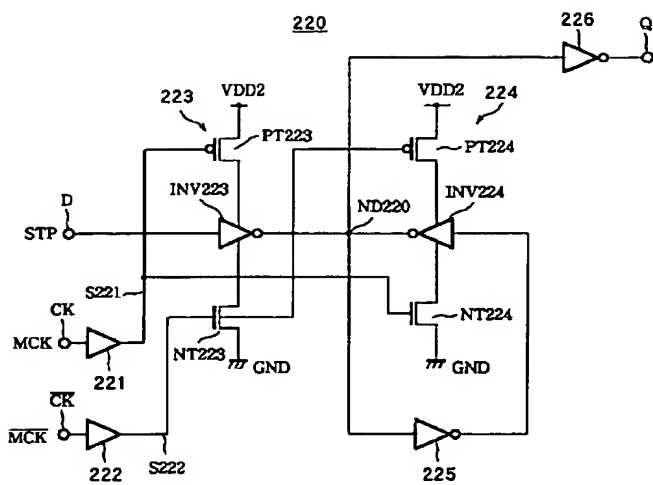 220
226
Q
VDD2
VDD2
223
224
PT223
PT224
INV223
INV224
D
ND220
STP
S221
CK
NT224
MCK
NT223
221
GND
GND
CK
MCK
222
S222
225